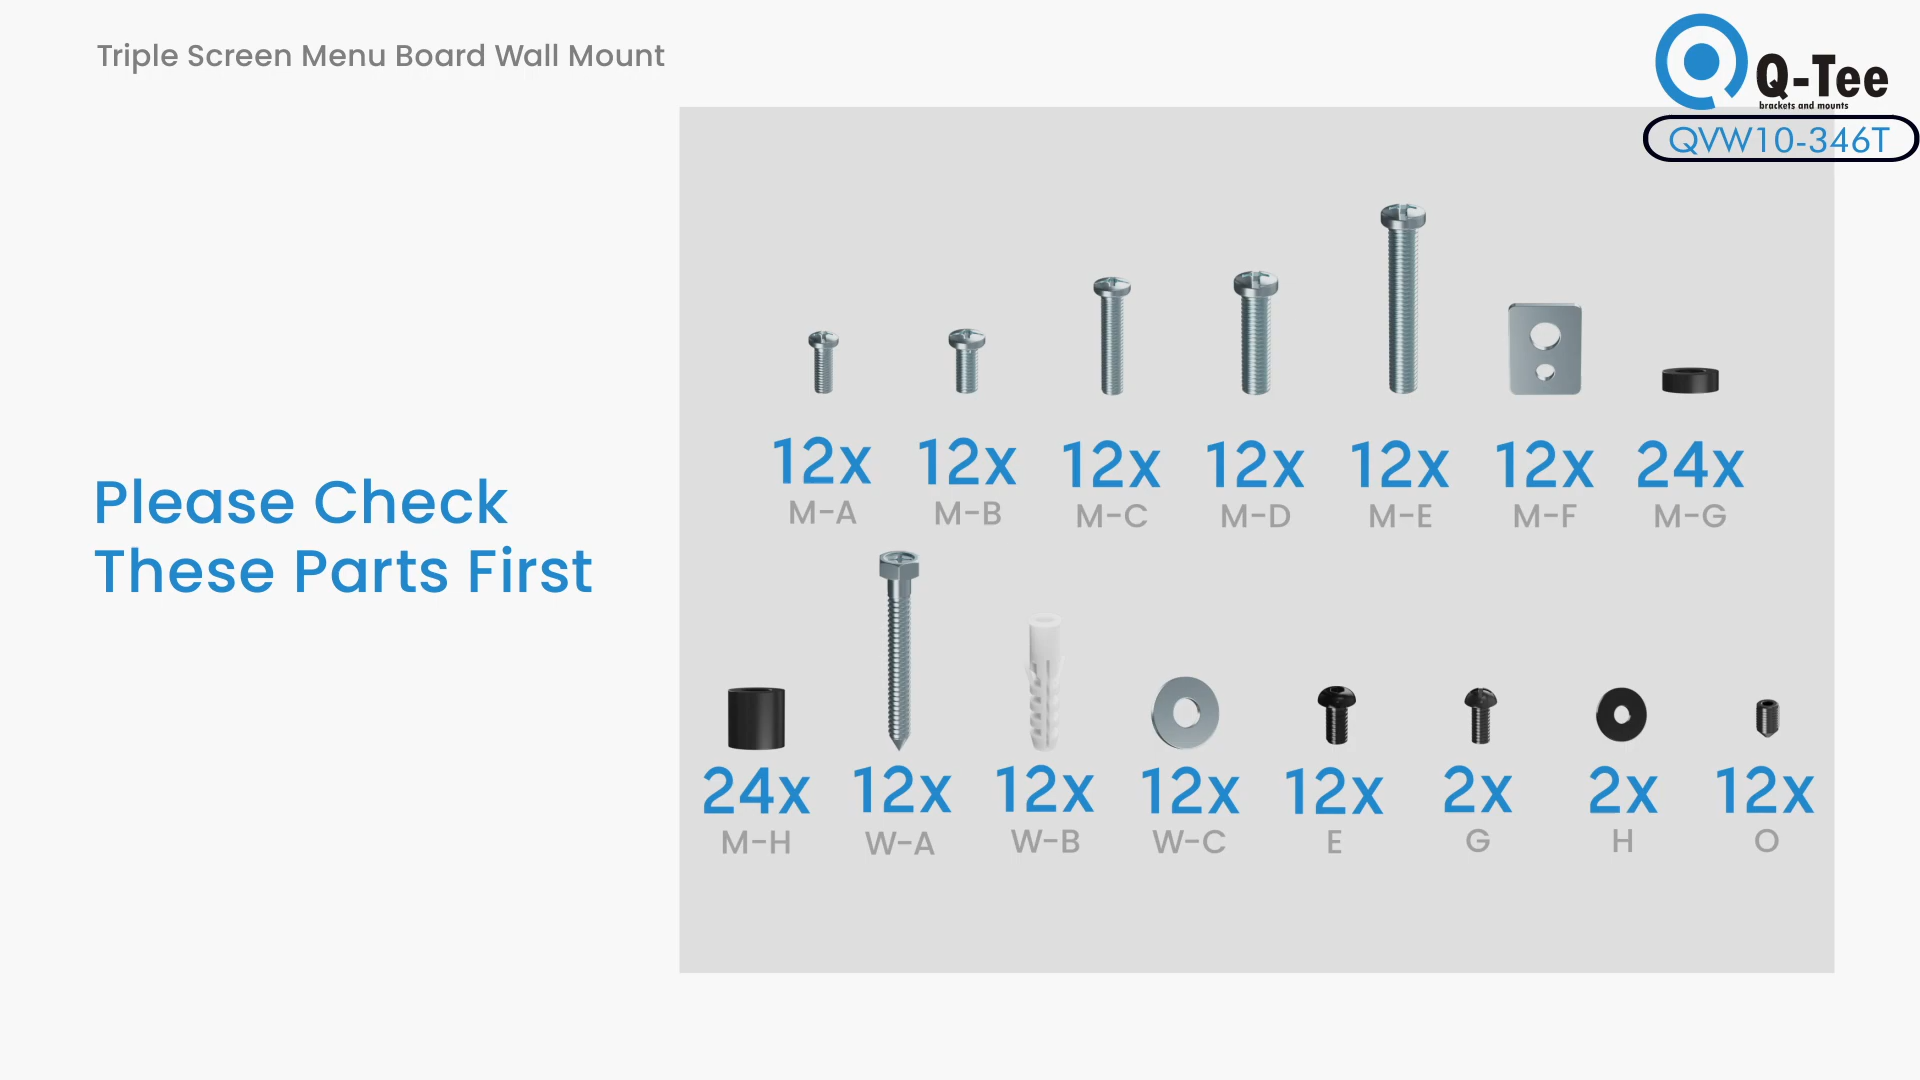 Triple Screen Menu Board Wall Mount
Q-Tee
brackets and mounts
QVW10-346T
Please Check
These Parts First
12x 12x 12x 12x 12x 12x 24x
M-A M-B M-C M-D M-E M-F M-G
24x 12x 12x 12x 12x 2x 2x 12x
M-H W-A W-B W-C E G H O